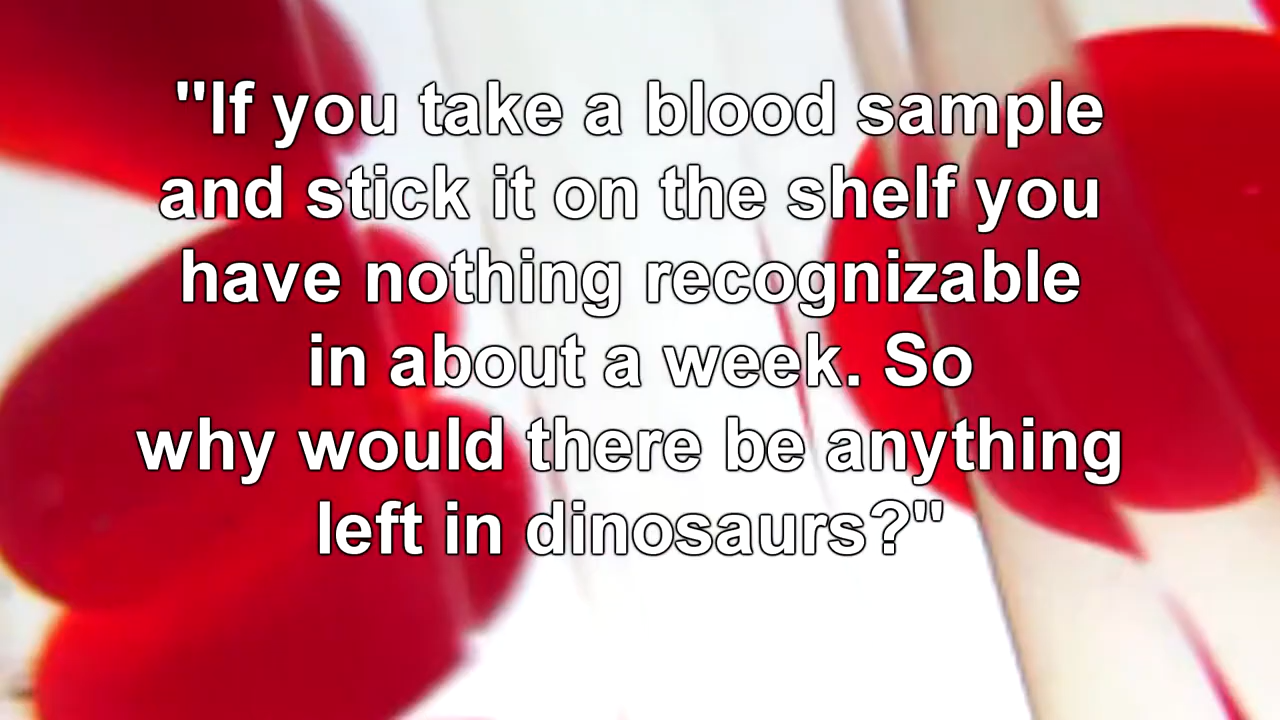 "If you take a blood sample
and stick it on the shelf you
have nothing recognizable
in about a week. So
why would there be anything
left in dinosaurs?"